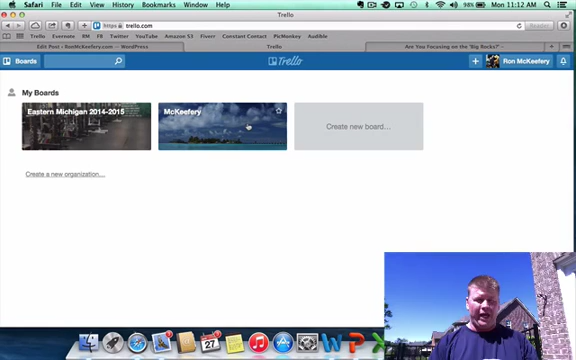 Safari File Edit View History Bookmarks Window Help
98% Mon 11:12 AM
Trello
https trello.com
Reader
Trello Evernote RM FR Twitter YouTube Amazon S3 Fiverr Constant Contact PicMonkey Audible
Edit Post ‹ RonMcKeefery.com — WordPress
Trello
Are You Focusing on the "Big Rocks?" –
Boards
Trello
Ron McKeefery
My Boards
Eastern Michigan 2014-2015
McKeefery
Create new board...
Create a new organization...
27
W
P
X